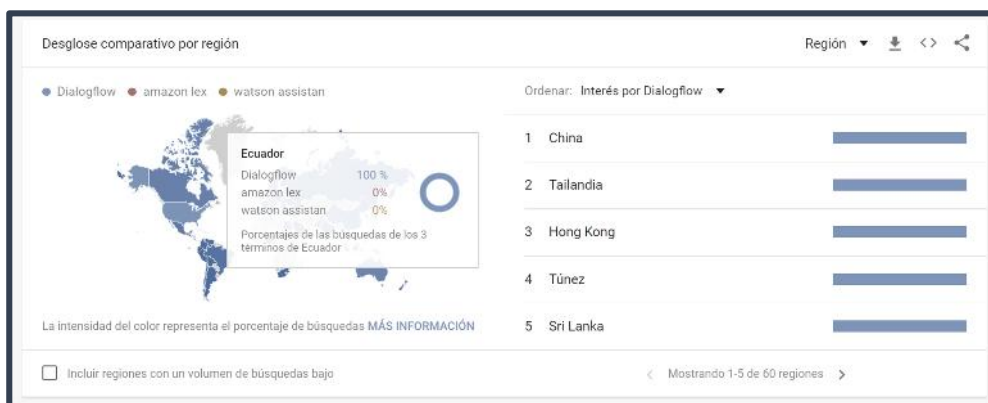 Desglose comparativo por región
Región
Dialogflow amazon lex watson assistan
Ordenar: Interés por Dialogflow
Ecuador
Dialogflow 100 %
amazon lex 0%
watson assistan 0%
Porcentajes de las búsquedas de los 3
términos de Ecuador
La intensidad del color representa el porcentaje de búsquedas MÁS INFORMACIÓN
1 China
2 Tailandia
3 Hong Kong
4 Túnez
5 Sri Lanka
Incluir regiones con un volumen de búsquedas bajo
Mostrando 1-5 de 60 regiones